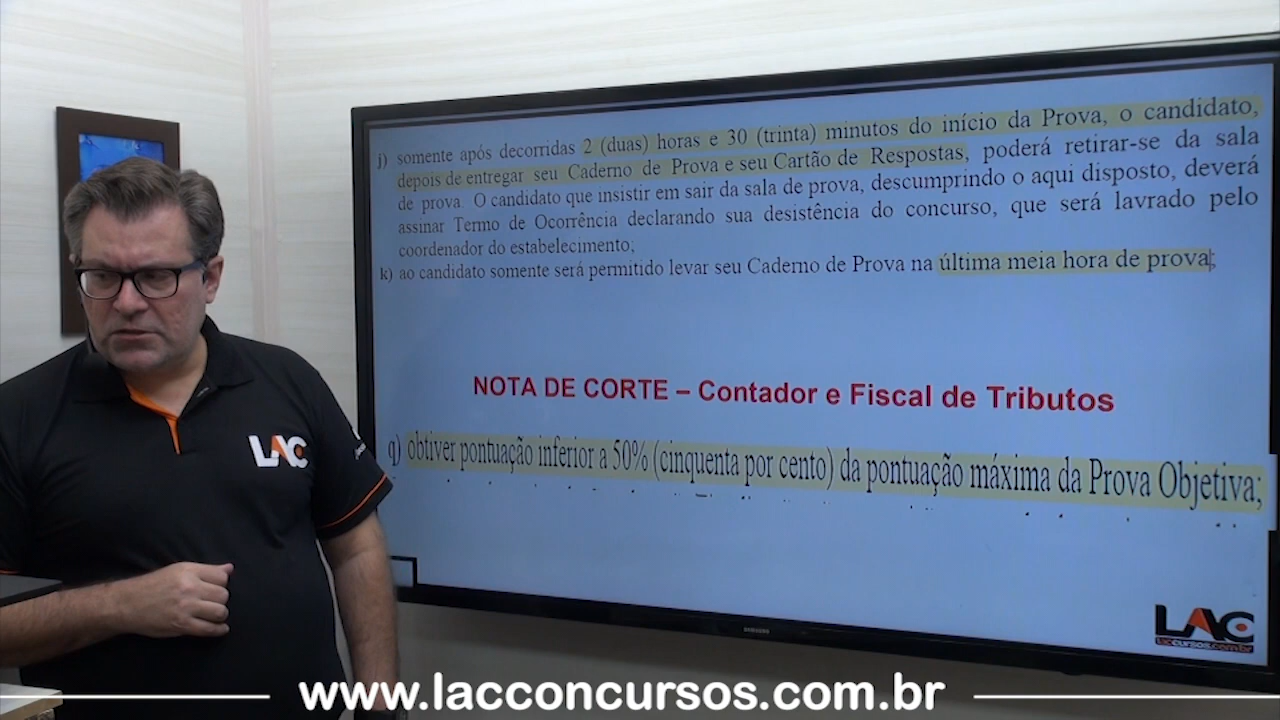 j) somente após decorridas 2 (duas) horas e 30 (trinta) minutos do início da Prova, o candidato,
depois de entregar seu Caderno de Prova e seu Cartão de Respostas, poderá retirar-se da sala
de prova. O candidato que insistir em sair da sala de prova, descumprindo o aqui disposto, deverá
assinar Termo de Ocorrência declarando sua desistência do concurso, que será lavrado pelo
coordenador do estabelecimento;
k) ao candidato somente será permitido levar seu Caderno de Prova na última meia hora de prova;
NOTA DE CORTE – Contador e Fiscal de Tributos
q) obtiver pontuação inferior a 50% (cinquenta por cento) da pontuação máxima da Prova Objetiva;
LAC
LAC
laccursos.com.br
SAMSUNG
www.lacconcursos.com.br